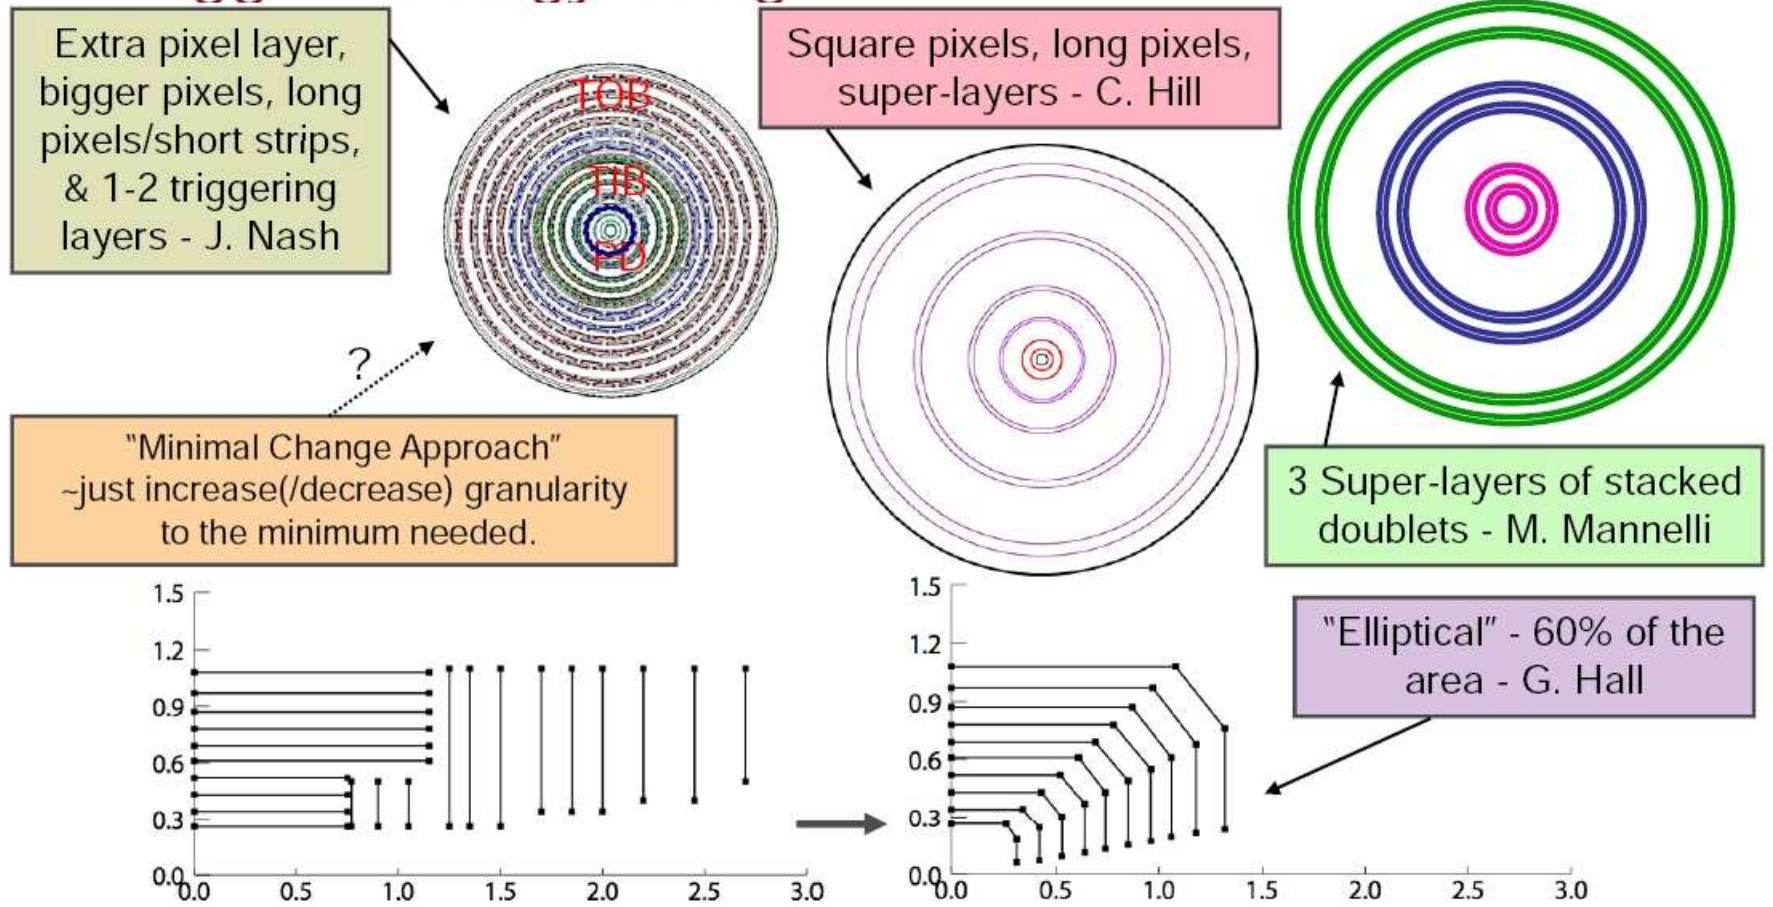 Extra pixel layer,
bigger pixels, long
pixels/short strips,
& 1-2 triggering
layers - J. Nash
TOB
TIB
PD
Square pixels, long pixels,
super-layers - C. Hill
?
"Minimal Change Approach"
~just increase(/decrease) granularity
to the minimum needed.
3 Super-layers of stacked
doublets - M. Mannelli
"Elliptical" - 60% of the
area - G. Hall
1.5
1.2
0.9
0.6
0.3
0.0
0.0 0.5 1.0 1.5 2.0 2.5 3.0
1.5
1.2
0.9
0.6
0.3
0.0
0.0 0.5 1.0 1.5 2.0 2.5 3.0